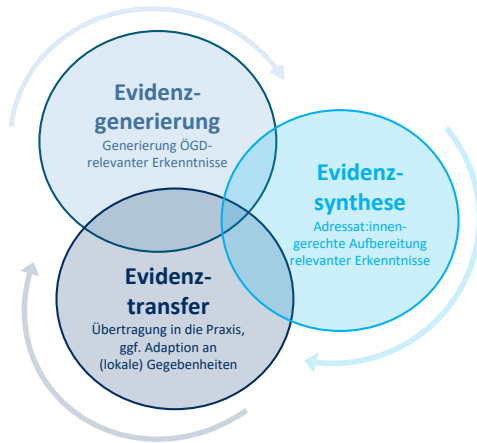 Evidenz-
generierung
Generierung ÖGD-
relevanter Erkenntnisse
Evidenz-
synthese
Adressat:innen-
gerechte Aufbereitung
relevanter Erkenntnisse
Evidenz-
transfer
Übertragung in die Praxis,
ggf. Adaption an
(lokale) Gegebenheiten